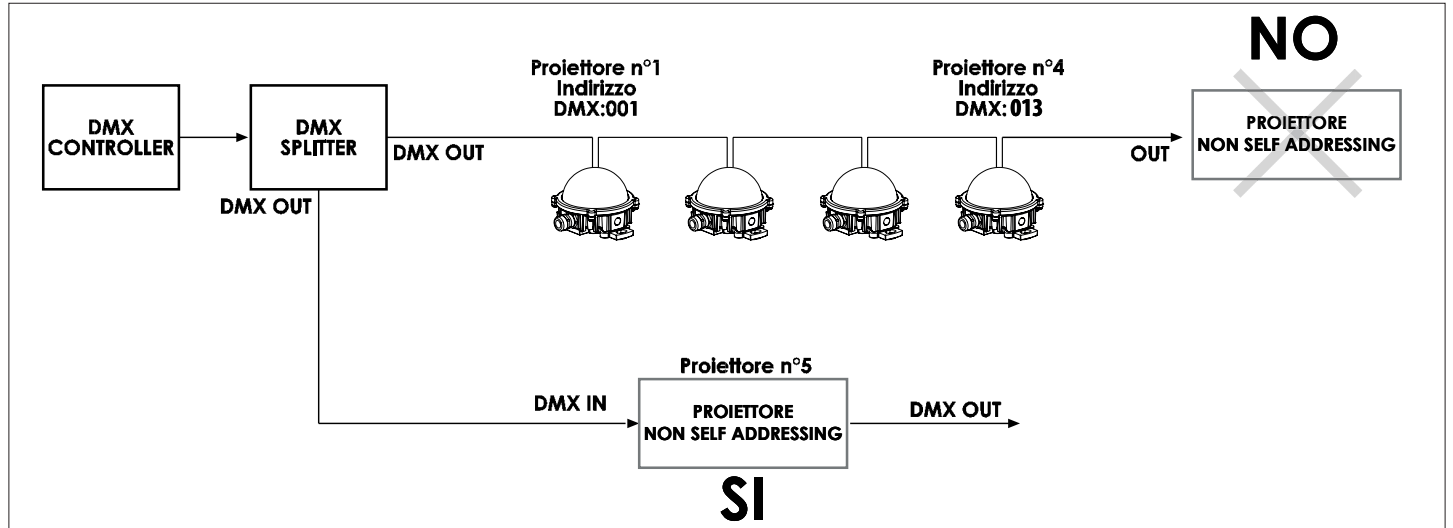 NO
Proiettore n°1
Indirizzo
DMX:001
Proiettore n°4
Indirizzo
DMX:013
DMX
CONTROLLER
DMX
SPLITTER
DMX OUT
OUT
PROIETTORE
NON SELF ADDRESSING
DMX OUT
Proiettore n°5
DMX IN
PROIETTORE
NON SELF ADDRESSING
DMX OUT
SI